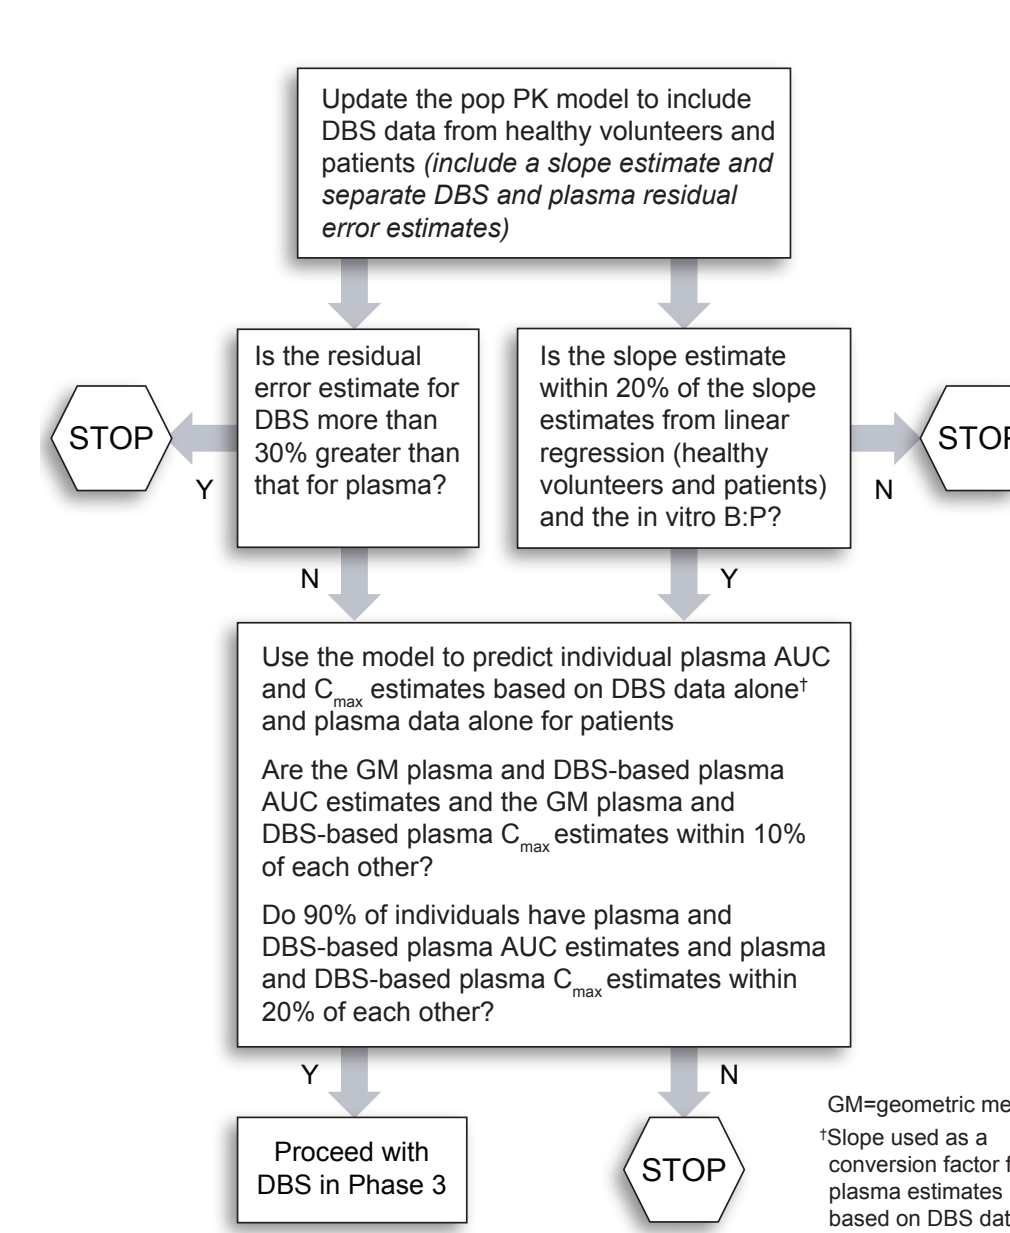 Update the pop PK model to include
DBS data from healthy volunteers and
patients (include a slope estimate and
separate DBS and plasma residual
error estimates)
Is the residual
error estimate for
DBS more than
30% greater than
that for plasma?
Is the slope estimate
within 20% of the slope
estimates from linear
regression (healthy
volunteers and patients)
and the in vitro B:P?
STOP
Y
N
N
Y
Use the model to predict individual plasma AUC
and Cmax estimates based on DBS data alone†
and plasma data alone for patients
Are the GM plasma and DBS-based plasma
AUC estimates and the GM plasma and
DBS-based plasma Cmax estimates within 10%
of each other?
Do 90% of individuals have plasma and
DBS-based plasma AUC estimates and plasma
and DBS-based plasma Cmax estimates within
20% of each other?
Y
N
Proceed with
DBS in Phase 3
STOP
GM=geometric
†Slope used as a
conversion factor
plasma estimates
based on DBS